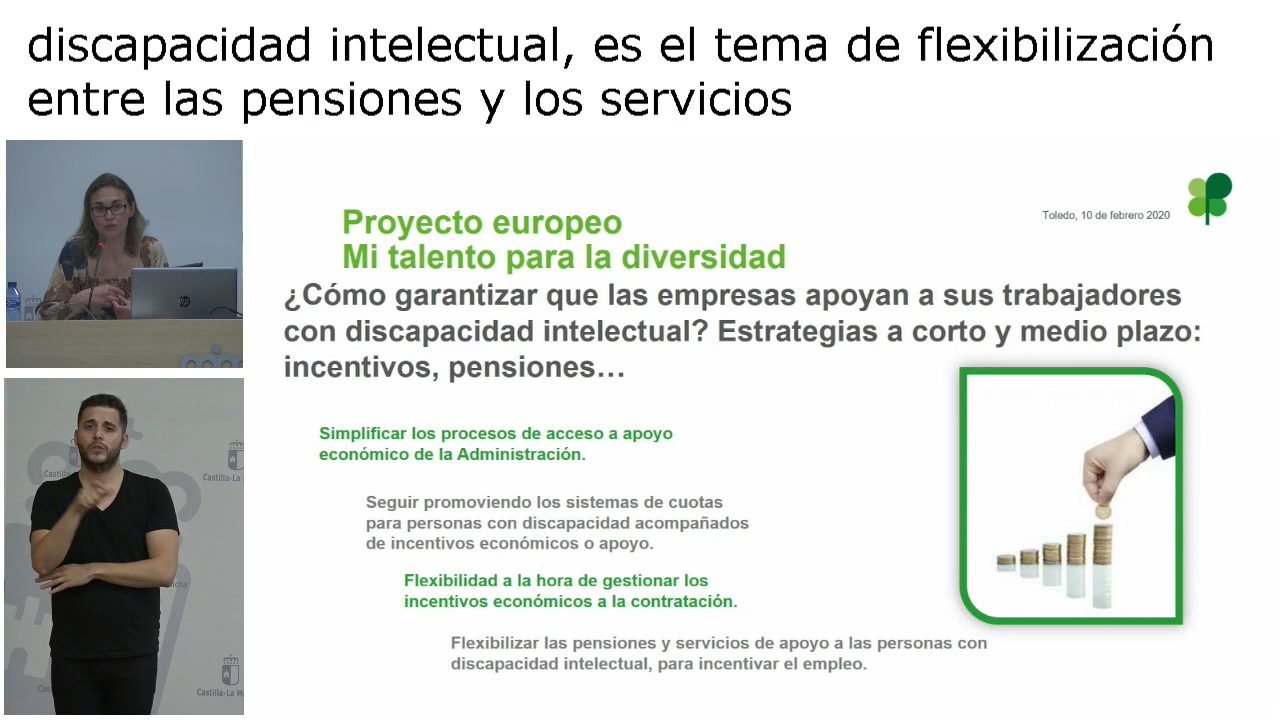 discapacidad intelectual, es el tema de flexibilización
entre las pensiones y los servicios
Toledo, 10 de febrero 2020
Proyecto europeo
Mi talento para la diversidad
¿Cómo garantizar que las empresas apoyan a sus trabajadores
con discapacidad intelectual? Estrategias a corto y medio plazo:
incentivos, pensiones…
Simplificar los procesos de acceso a apoyo
económico de la Administración.
Seguir promoviendo los sistemas de cuotas
para personas con discapacidad acompañados
de incentivos económicos o apoyo.
Flexibilidad a la hora de gestionar los
incentivos económicos a la contratación.
Flexibilizar las pensiones y servicios de apoyo a las personas con
discapacidad intelectual, para incentivar el empleo.
hp
Castilla-La
Castilla-La M
Castilla-La M